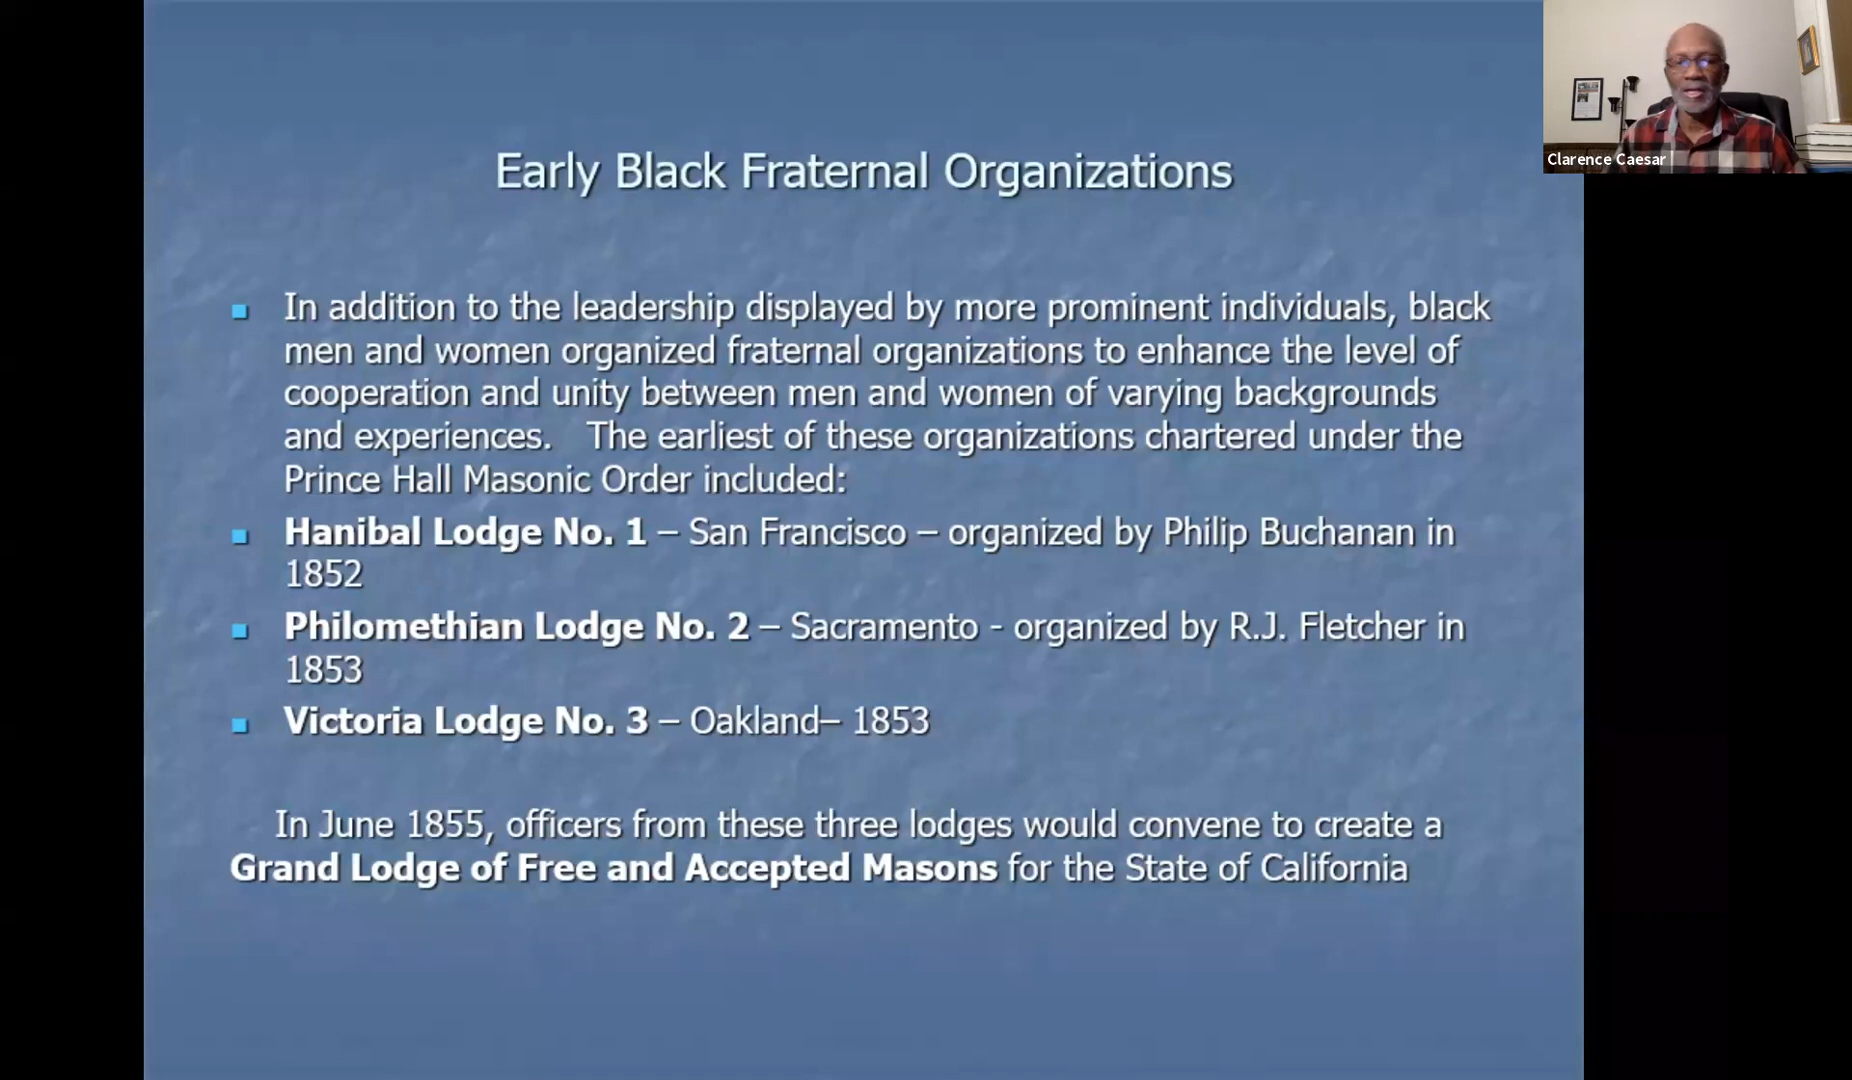 Early Black Fraternal Organizations
Clarence Caesar
In addition to the leadership displayed by more prominent individuals, black
men and women organized fraternal organizations to enhance the level of
cooperation and unity between men and women of varying backgrounds
and experiences.   The earliest of these organizations chartered under the
Prince Hall Masonic Order included:
Hanibal Lodge No. 1 – San Francisco – organized by Philip Buchanan in
1852
Philomethian Lodge No. 2 – Sacramento - organized by R.J. Fletcher in
1853
Victoria Lodge No. 3 – Oakland– 1853
In June 1855, officers from these three lodges would convene to create a
Grand Lodge of Free and Accepted Masons for the State of California